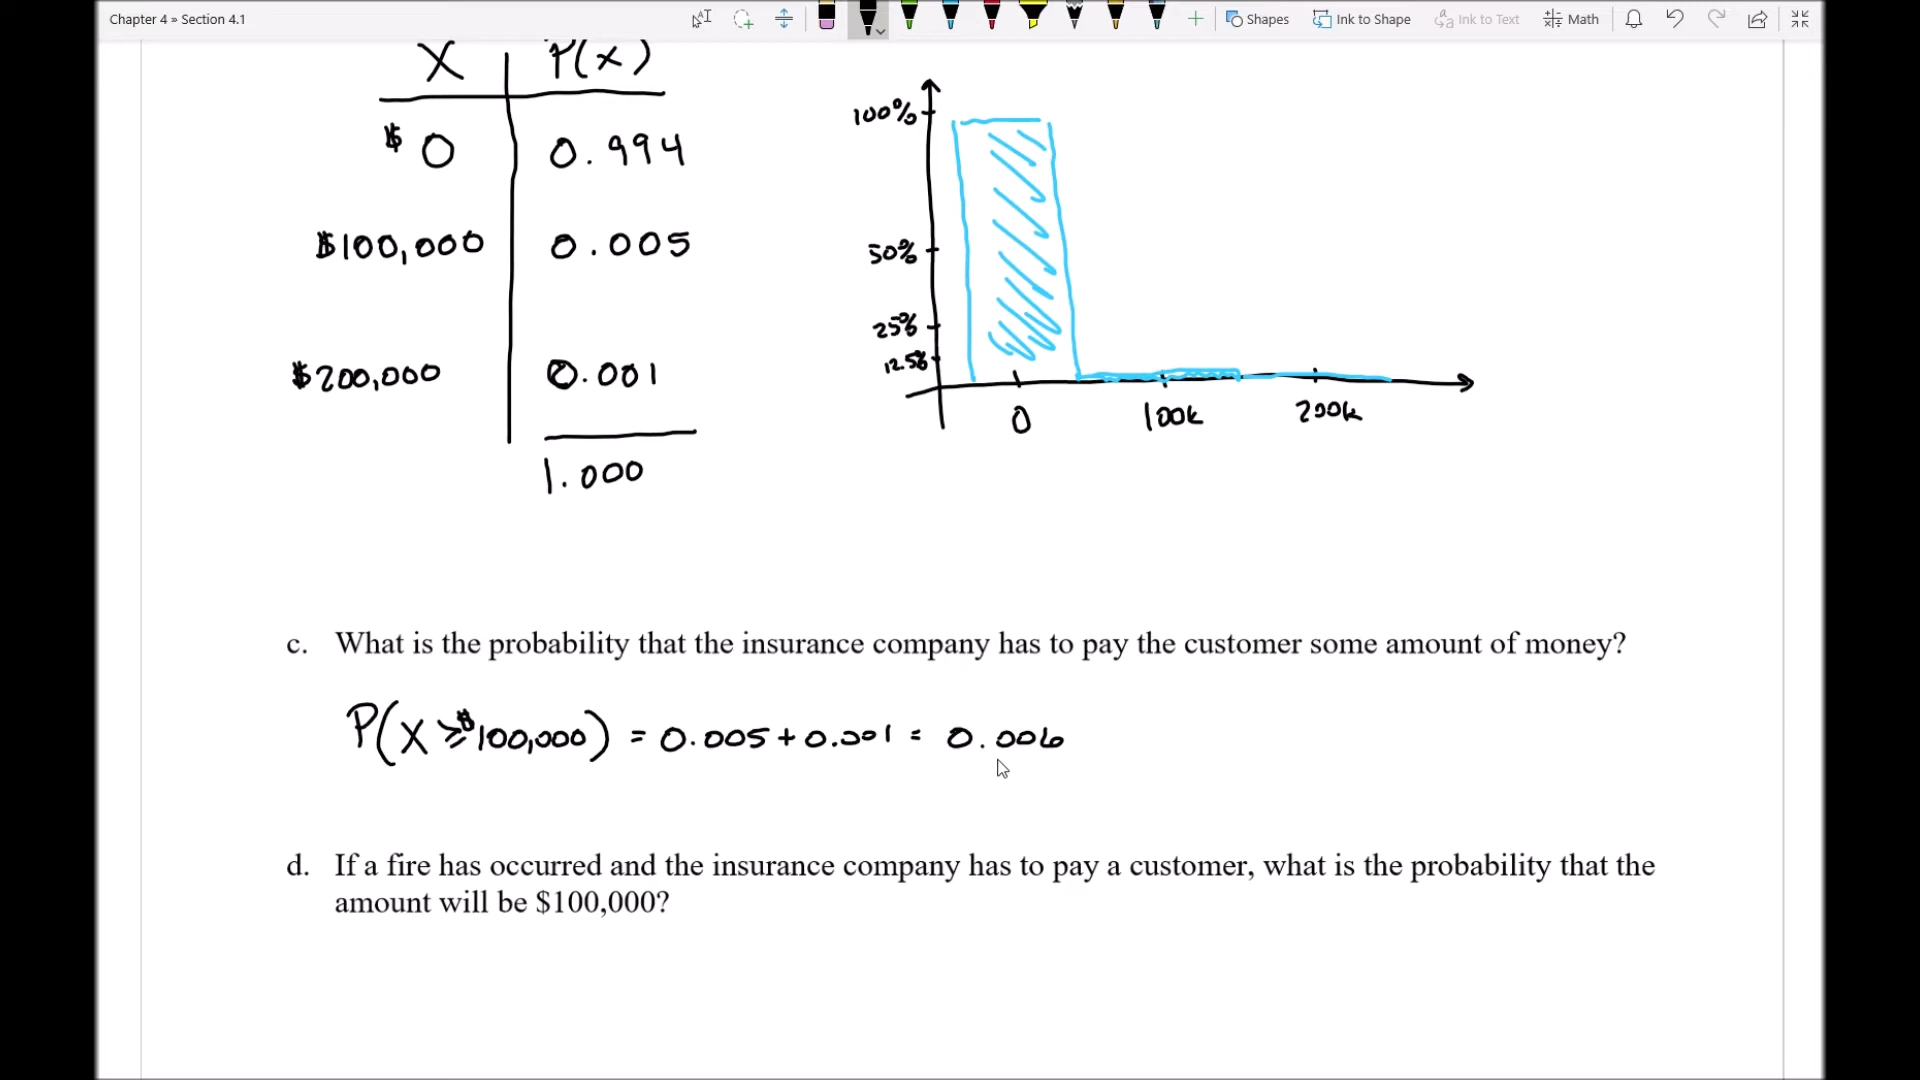 Chapter 4 » Section 4.1
Shapes Ink to Shape Ink to Text Math
X P(x)
$0 0.994
$100,000 0.005
$200,000 0.001
1.000
100%
50%
25%
12.5%
0 100k 200k
c. What is the probability that the insurance company has to pay the customer some amount of money?
P(X ≥ $100,000) = 0.005 + 0.001 = 0.006
d. If a fire has occurred and the insurance company has to pay a customer, what is the probability that the
amount will be $100,000?